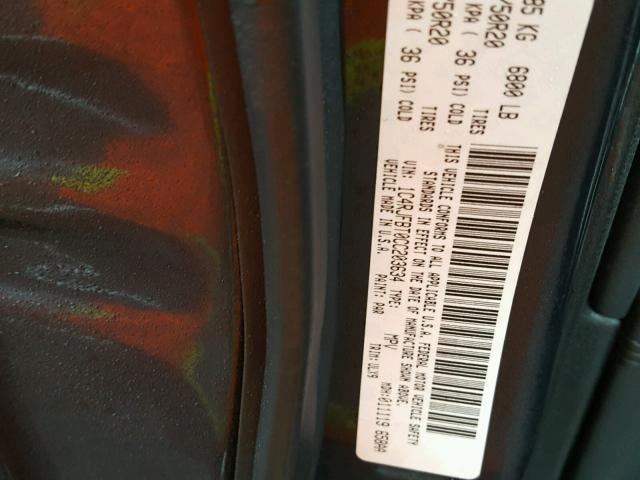 85 KG 6800 LB
/50R20
KPA ( 36 PSI) COLD TIRES
/50R20
KPA ( 36 PSI) COLD TIRES
THIS VEHICLE CONFORMS TO ALL APPLICABLE U.S.A. FEDERAL MOTOR VEHICLE SAFETY
STANDARDS IN EFFECT ON THE DATE OF MANUFACTURE SHOWN ABOVE.
VIN: 1C4RJFBT0CC203694 TYPE: MPV
VEHICLE MADE IN U.S.A. PAINT: PAR TRIM: